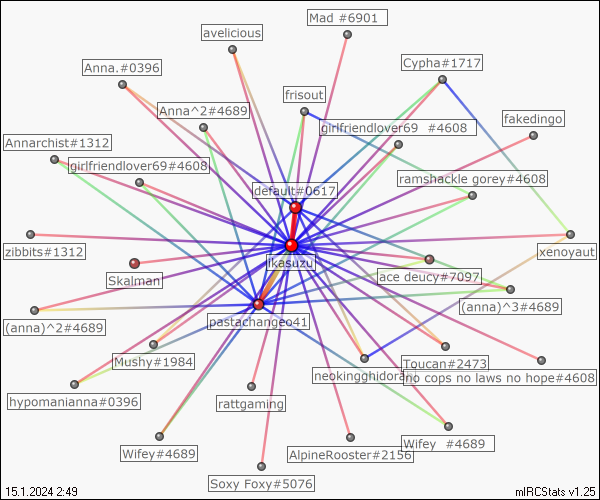 Mad #6901
avelicious
Cypha#1717
Anna.#0396
frisout
Anna^2#4689
girlfriendlover69  #4608
fakedingo
Annarchist#1312
girlfriendlover69#4608
ramshackle gorey#4608
default#0617
zibbits#1312
xenoyaut
ikasuzu
Skalman
ace deucy#7097
(anna)^3#4689
(anna)^2#4689
pastachangeo41
Mushy#1984
Toucan#2473
neokingghidorah
no cops no laws no hope#4608
hypomanianna#0396
rattgaming
Wifey#4689
Wifey  #4689
AlpineRooster#2156
Soxy Foxy#5076
15.1.2024 2:49
mIRCStats v1.25